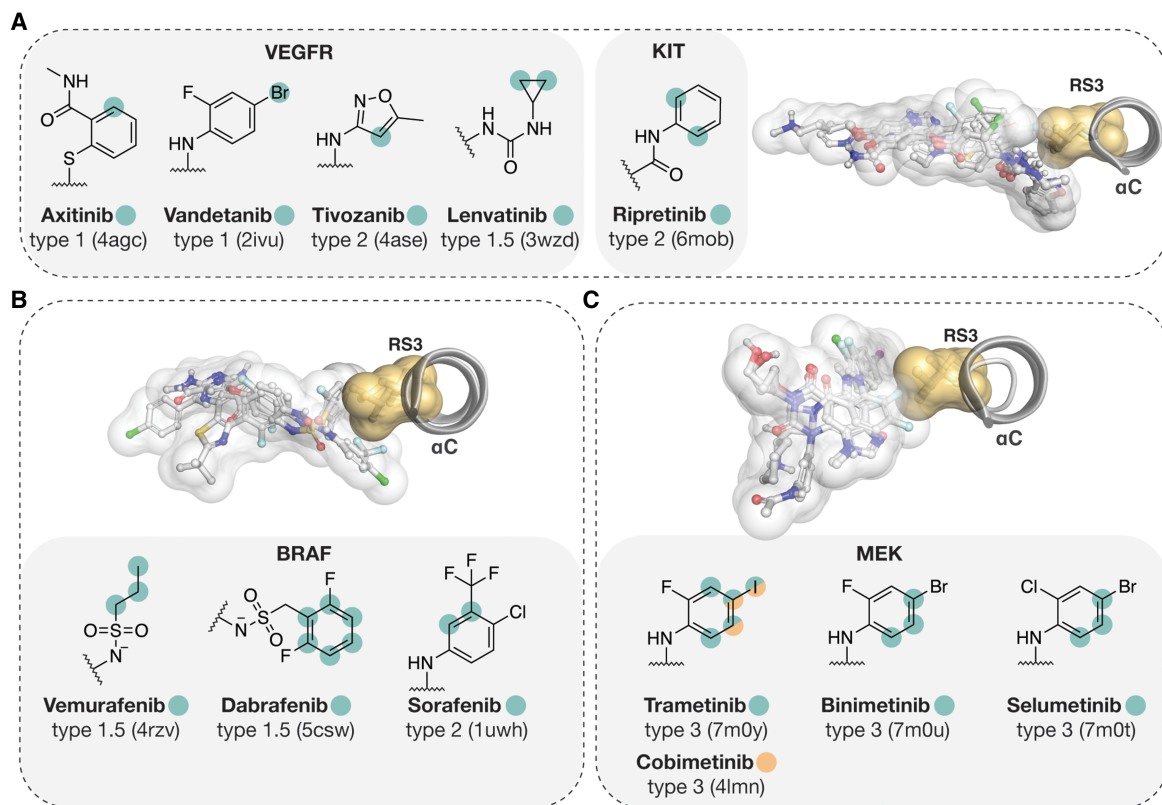 A
VEGFR
KIT
RS3
αC
NH
O
S
F
Br
HN
N
O
HN
H
N
N
H
O
HN
O
Axitinib
type 1 (4agc)
Vandetanib
type 1 (2ivu)
Tivozanib
type 2 (4ase)
Lenvatinib
type 1.5 (3wzd)
Ripretinib
type 2 (6mob)
B
RS3
αC
BRAF
O=S=O
N-
O
S
O
N-
F
F
F
F
F
Cl
HN
Vemurafenib
type 1.5 (4rzv)
Dabrafenib
type 1.5 (5csw)
Sorafenib
type 2 (1uwh)
C
RS3
αC
MEK
F
I
HN
F
Br
HN
Cl
Br
HN
Trametinib
type 3 (7m0y)
Binimetinib
type 3 (7m0u)
Selumetinib
type 3 (7m0t)
Cobimetinib
type 3 (4lmn)